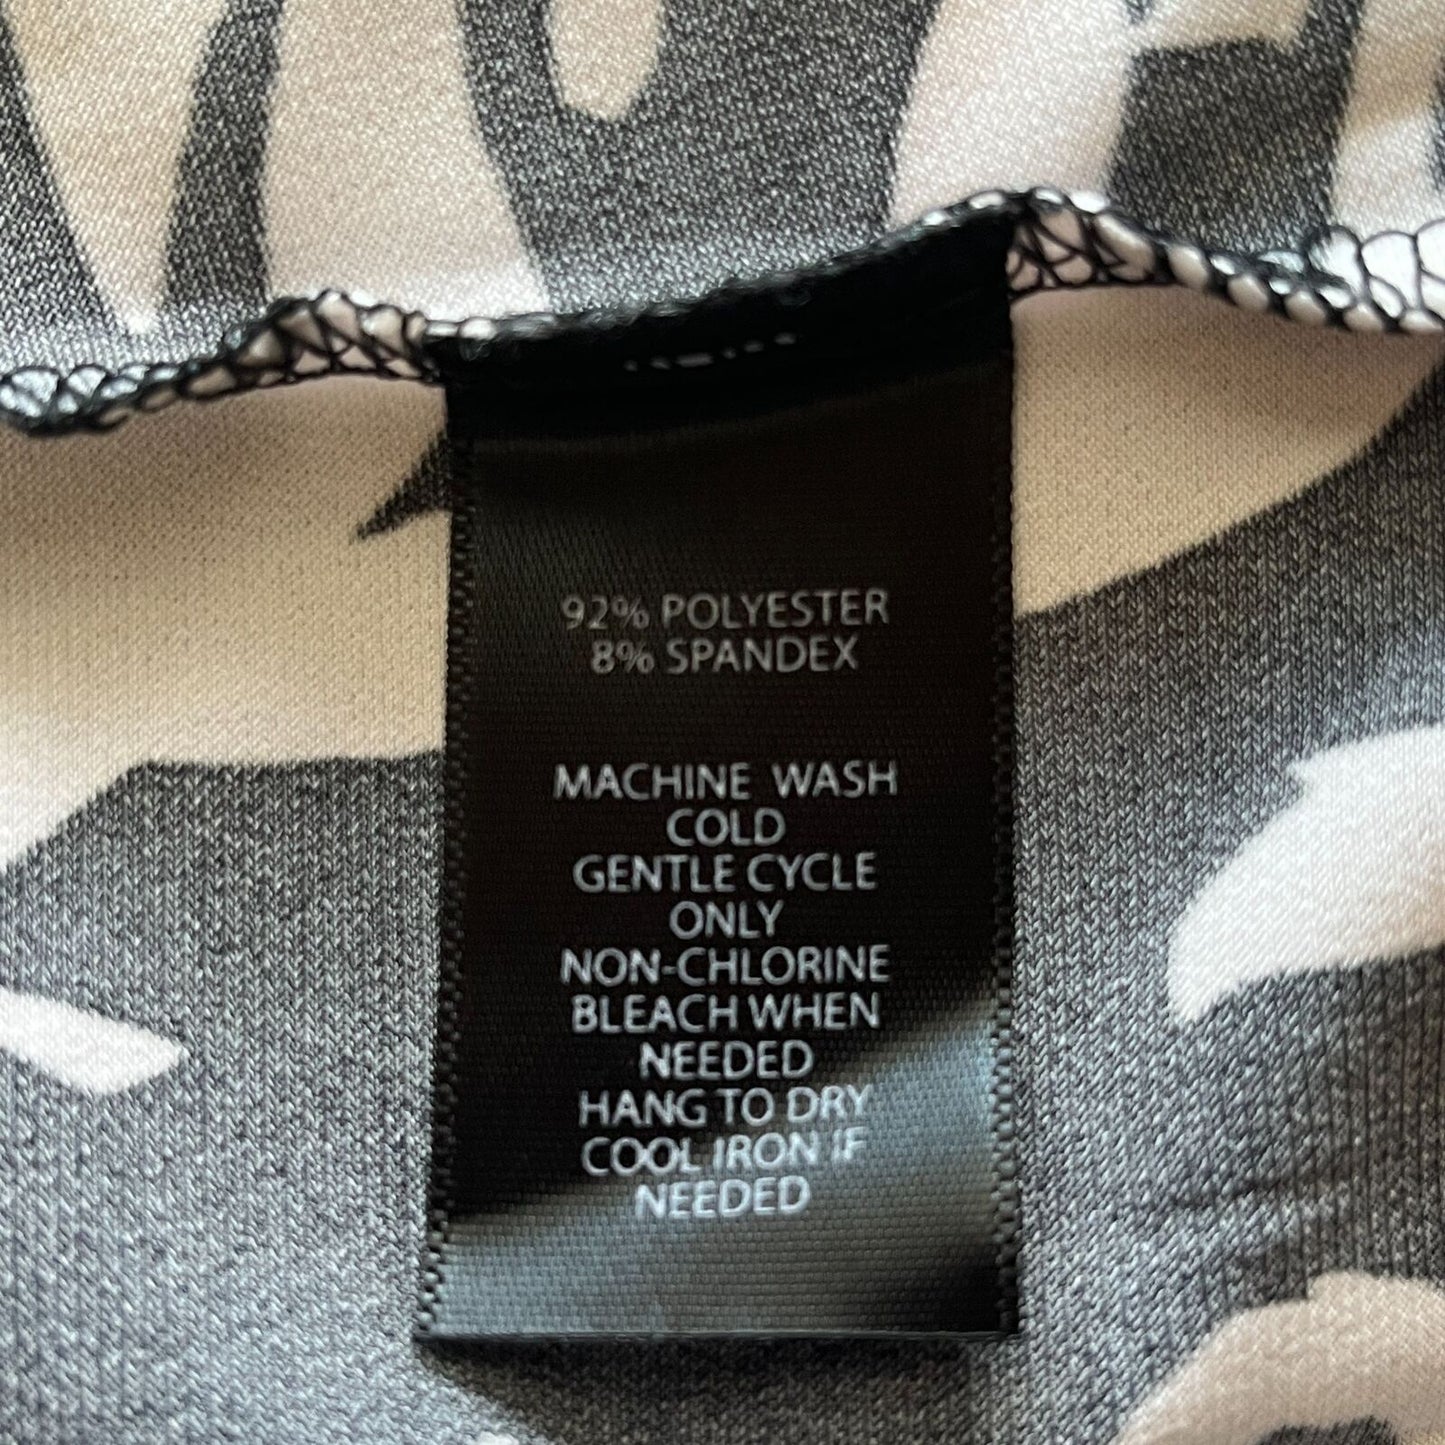 92% POLYESTER
8% SPANDEX
MACHINE WASH
COLD
GENTLE CYCLE
ONLY
NON-CHLORINE
BLEACH WHEN
NEEDED
HANG TO DRY
COOL IRON IF
NEEDED